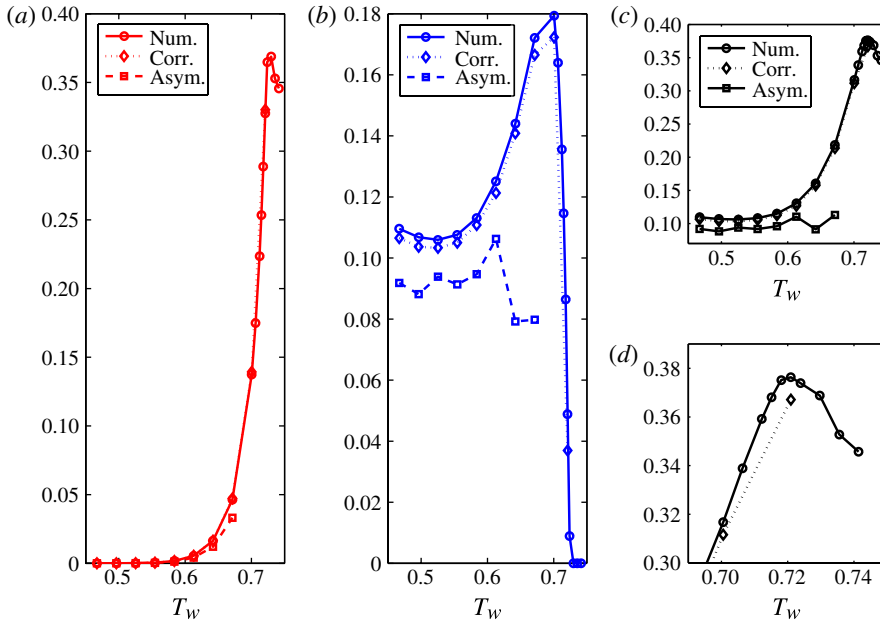 (a)
Num.
Corr.
Asym.
0.40
0.35
0.30
0.25
0.20
0.15
0.10
0.05
0
0.5
0.6
0.7
T_w
(b)
Num.
Corr.
Asym.
0.18
0.16
0.14
0.12
0.10
0.08
0.06
0.04
0.02
0
0.5
0.6
0.7
T_w
(c)
Num.
Corr.
Asym.
0.40
0.35
0.30
0.25
0.20
0.15
0.10
0.5
0.6
0.7
T_w
(d)
0.38
0.36
0.34
0.32
0.30
0.70
0.72
0.74
T_w